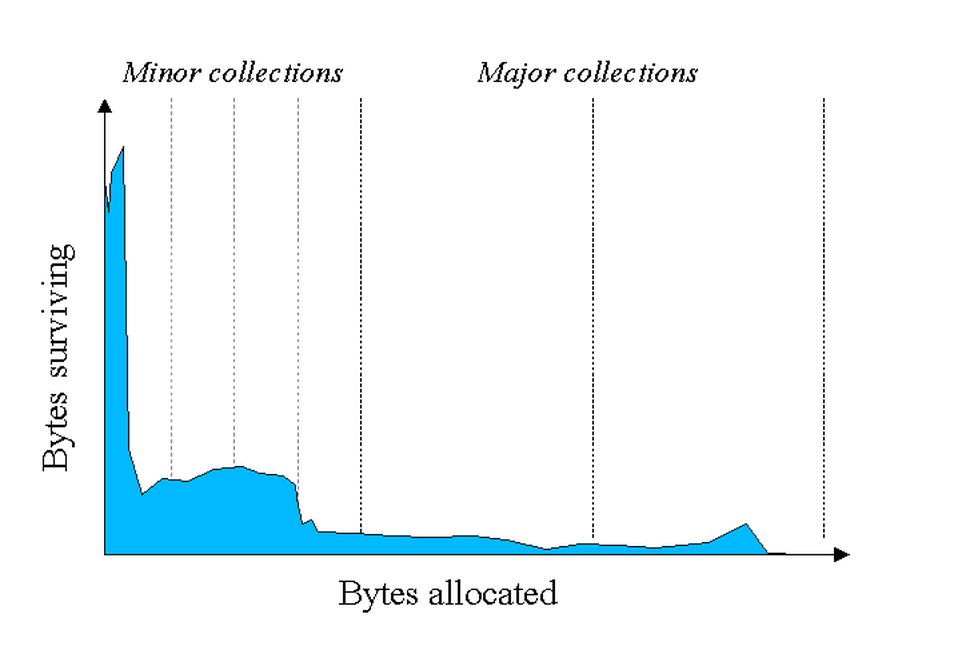 Minor collections
Major collections
Bytes surviving
Bytes allocated